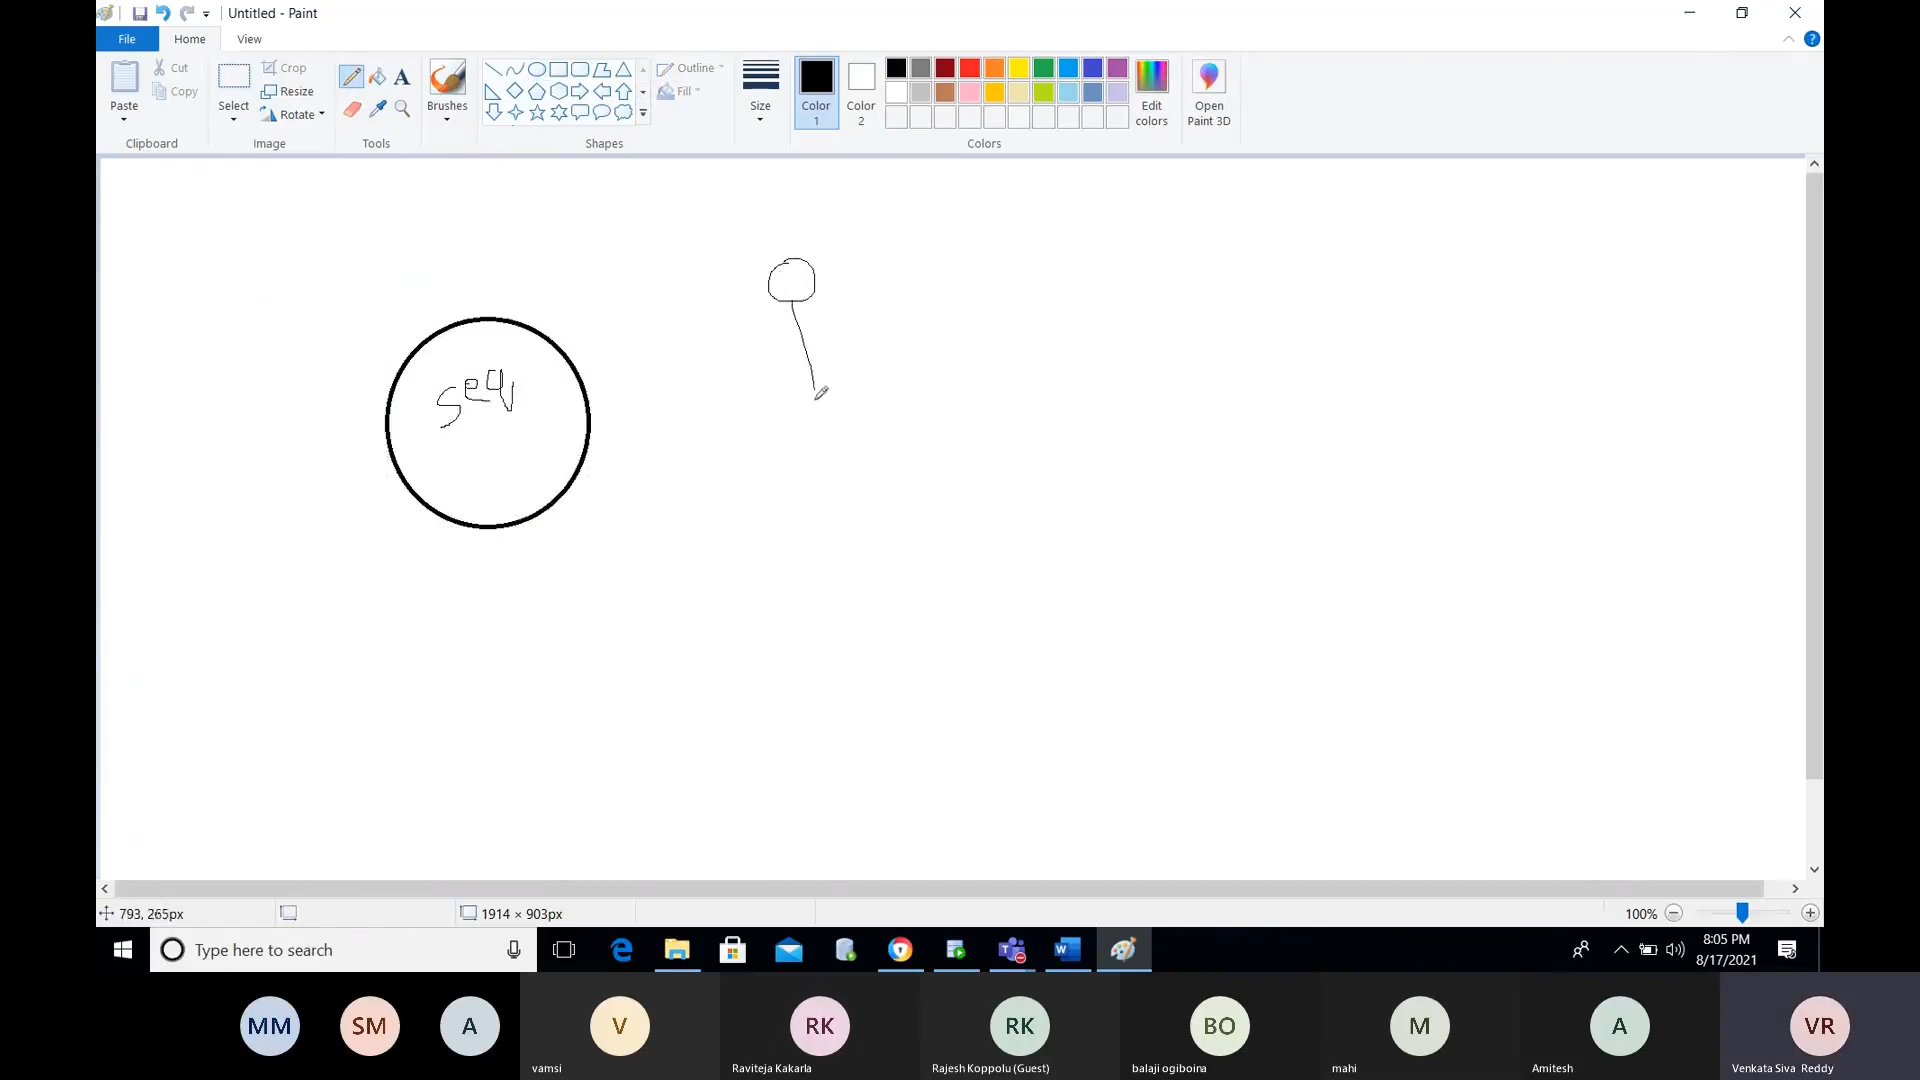 Untitled - Paint
File
Home
View
Paste
Cut
Copy
Clipboard
Select
Crop
Resize
Rotate
Image
Tools
Brushes
Shapes
Outline
Fill
Size
Color
1
Color
2
Edit
colors
Colors
Open
Paint 3D
seq
793, 265px
1914 × 903px
100%
Type here to search
8:05 PM
8/17/2021
MM
SM
A
V
RK
RK
BO
M
A
VR
vamsi
Raviteja Kakarla
Rajesh Koppolu (Guest)
balaji ogiboina
mahi
Amitesh
Venkata Siva Reddy